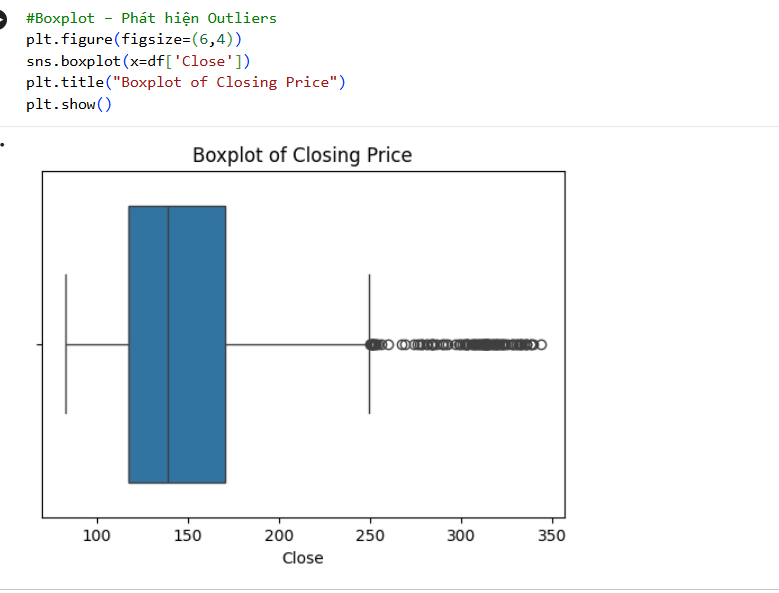 #Boxplot – Phát hiện Outliers
plt.figure(figsize=(6,4))
sns.boxplot(x=df['Close'])
plt.title("Boxplot of Closing Price")
plt.show()
Boxplot of Closing Price
100 150 200 250 300 350
Close